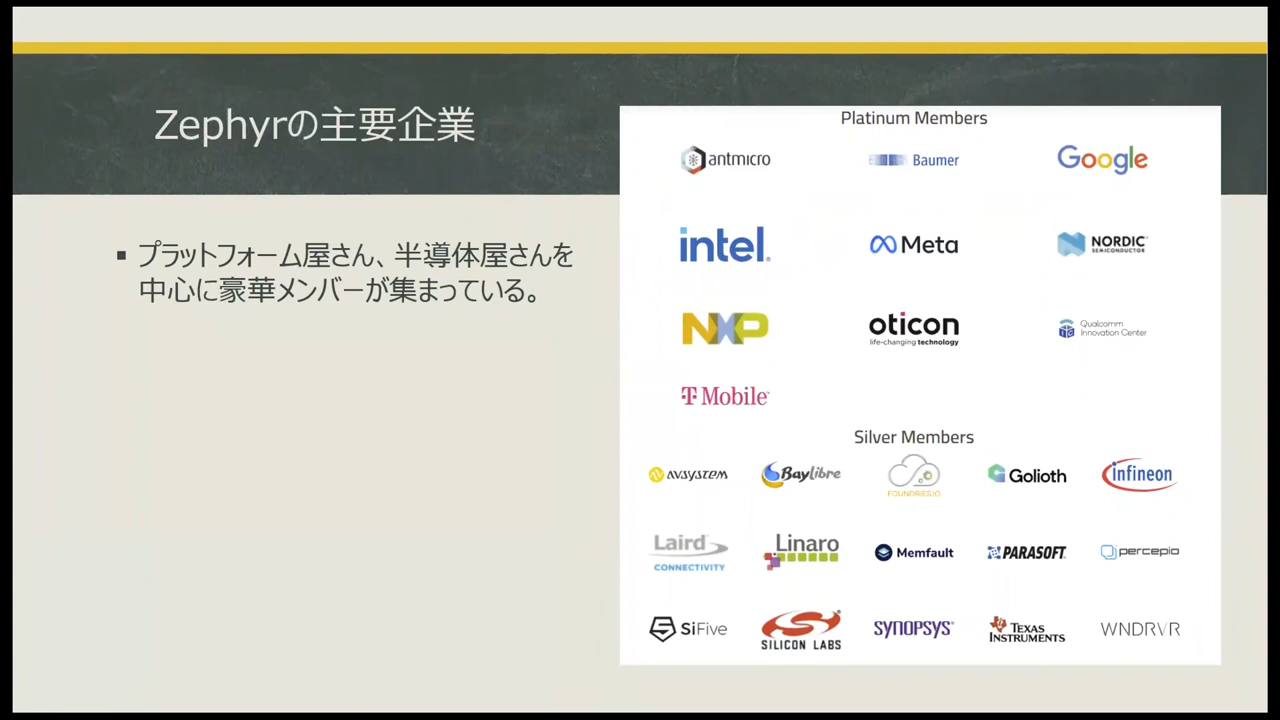 Zephyrの主要企業
▪ プラットフォーム屋さん、半導体屋さんを
中心に豪華メンバーが集まっている。
Platinum Members
antmicro
Baumer
Google
intel.
Meta
NORDIC
SEMICONDUCTOR
NXP
oticon
life-changing technology
Qualcomm
Innovation Center
T Mobile
Silver Members
AVSYSTEM
Baylibre
FOUNDRIES.IO
Golioth
infineon
Laird
CONNECTIVITY
Linaro
Memfault
PARASOFT
percepio
SiFive
SILICON LABS
SYNOPSYS
TEXAS
INSTRUMENTS
WNDRVR